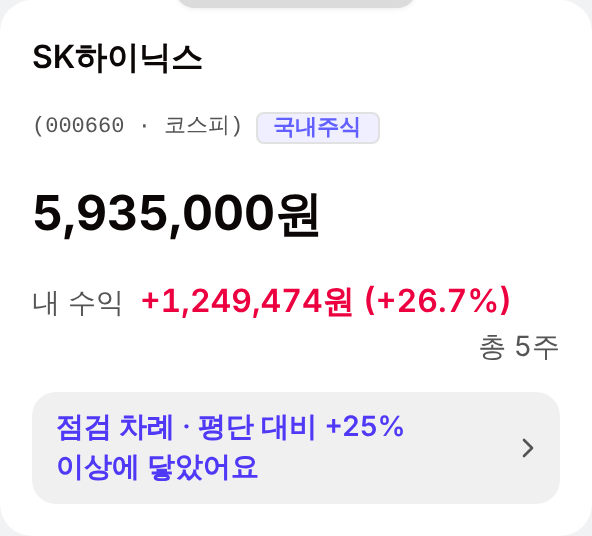 SK하이닉스
(000660 · 코스피) 국내주식
5,935,000원
내 수익 +1,249,474원 (+26.7%)
총 5주
점검 차례 · 평단 대비 +25%
이상에 닿았어요